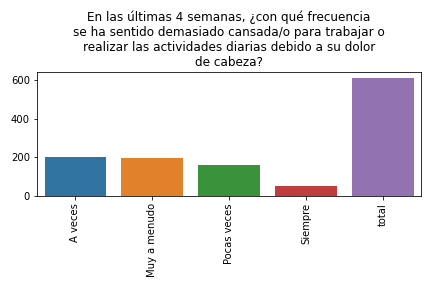 En las últimas 4 semanas, ¿con qué frecuencia
se ha sentido demasiado cansada/o para trabajar o
realizar las actividades diarias debido a su dolor
de cabeza?
600
400
200
0
A veces
Muy a menudo
Pocas veces
Siempre
total